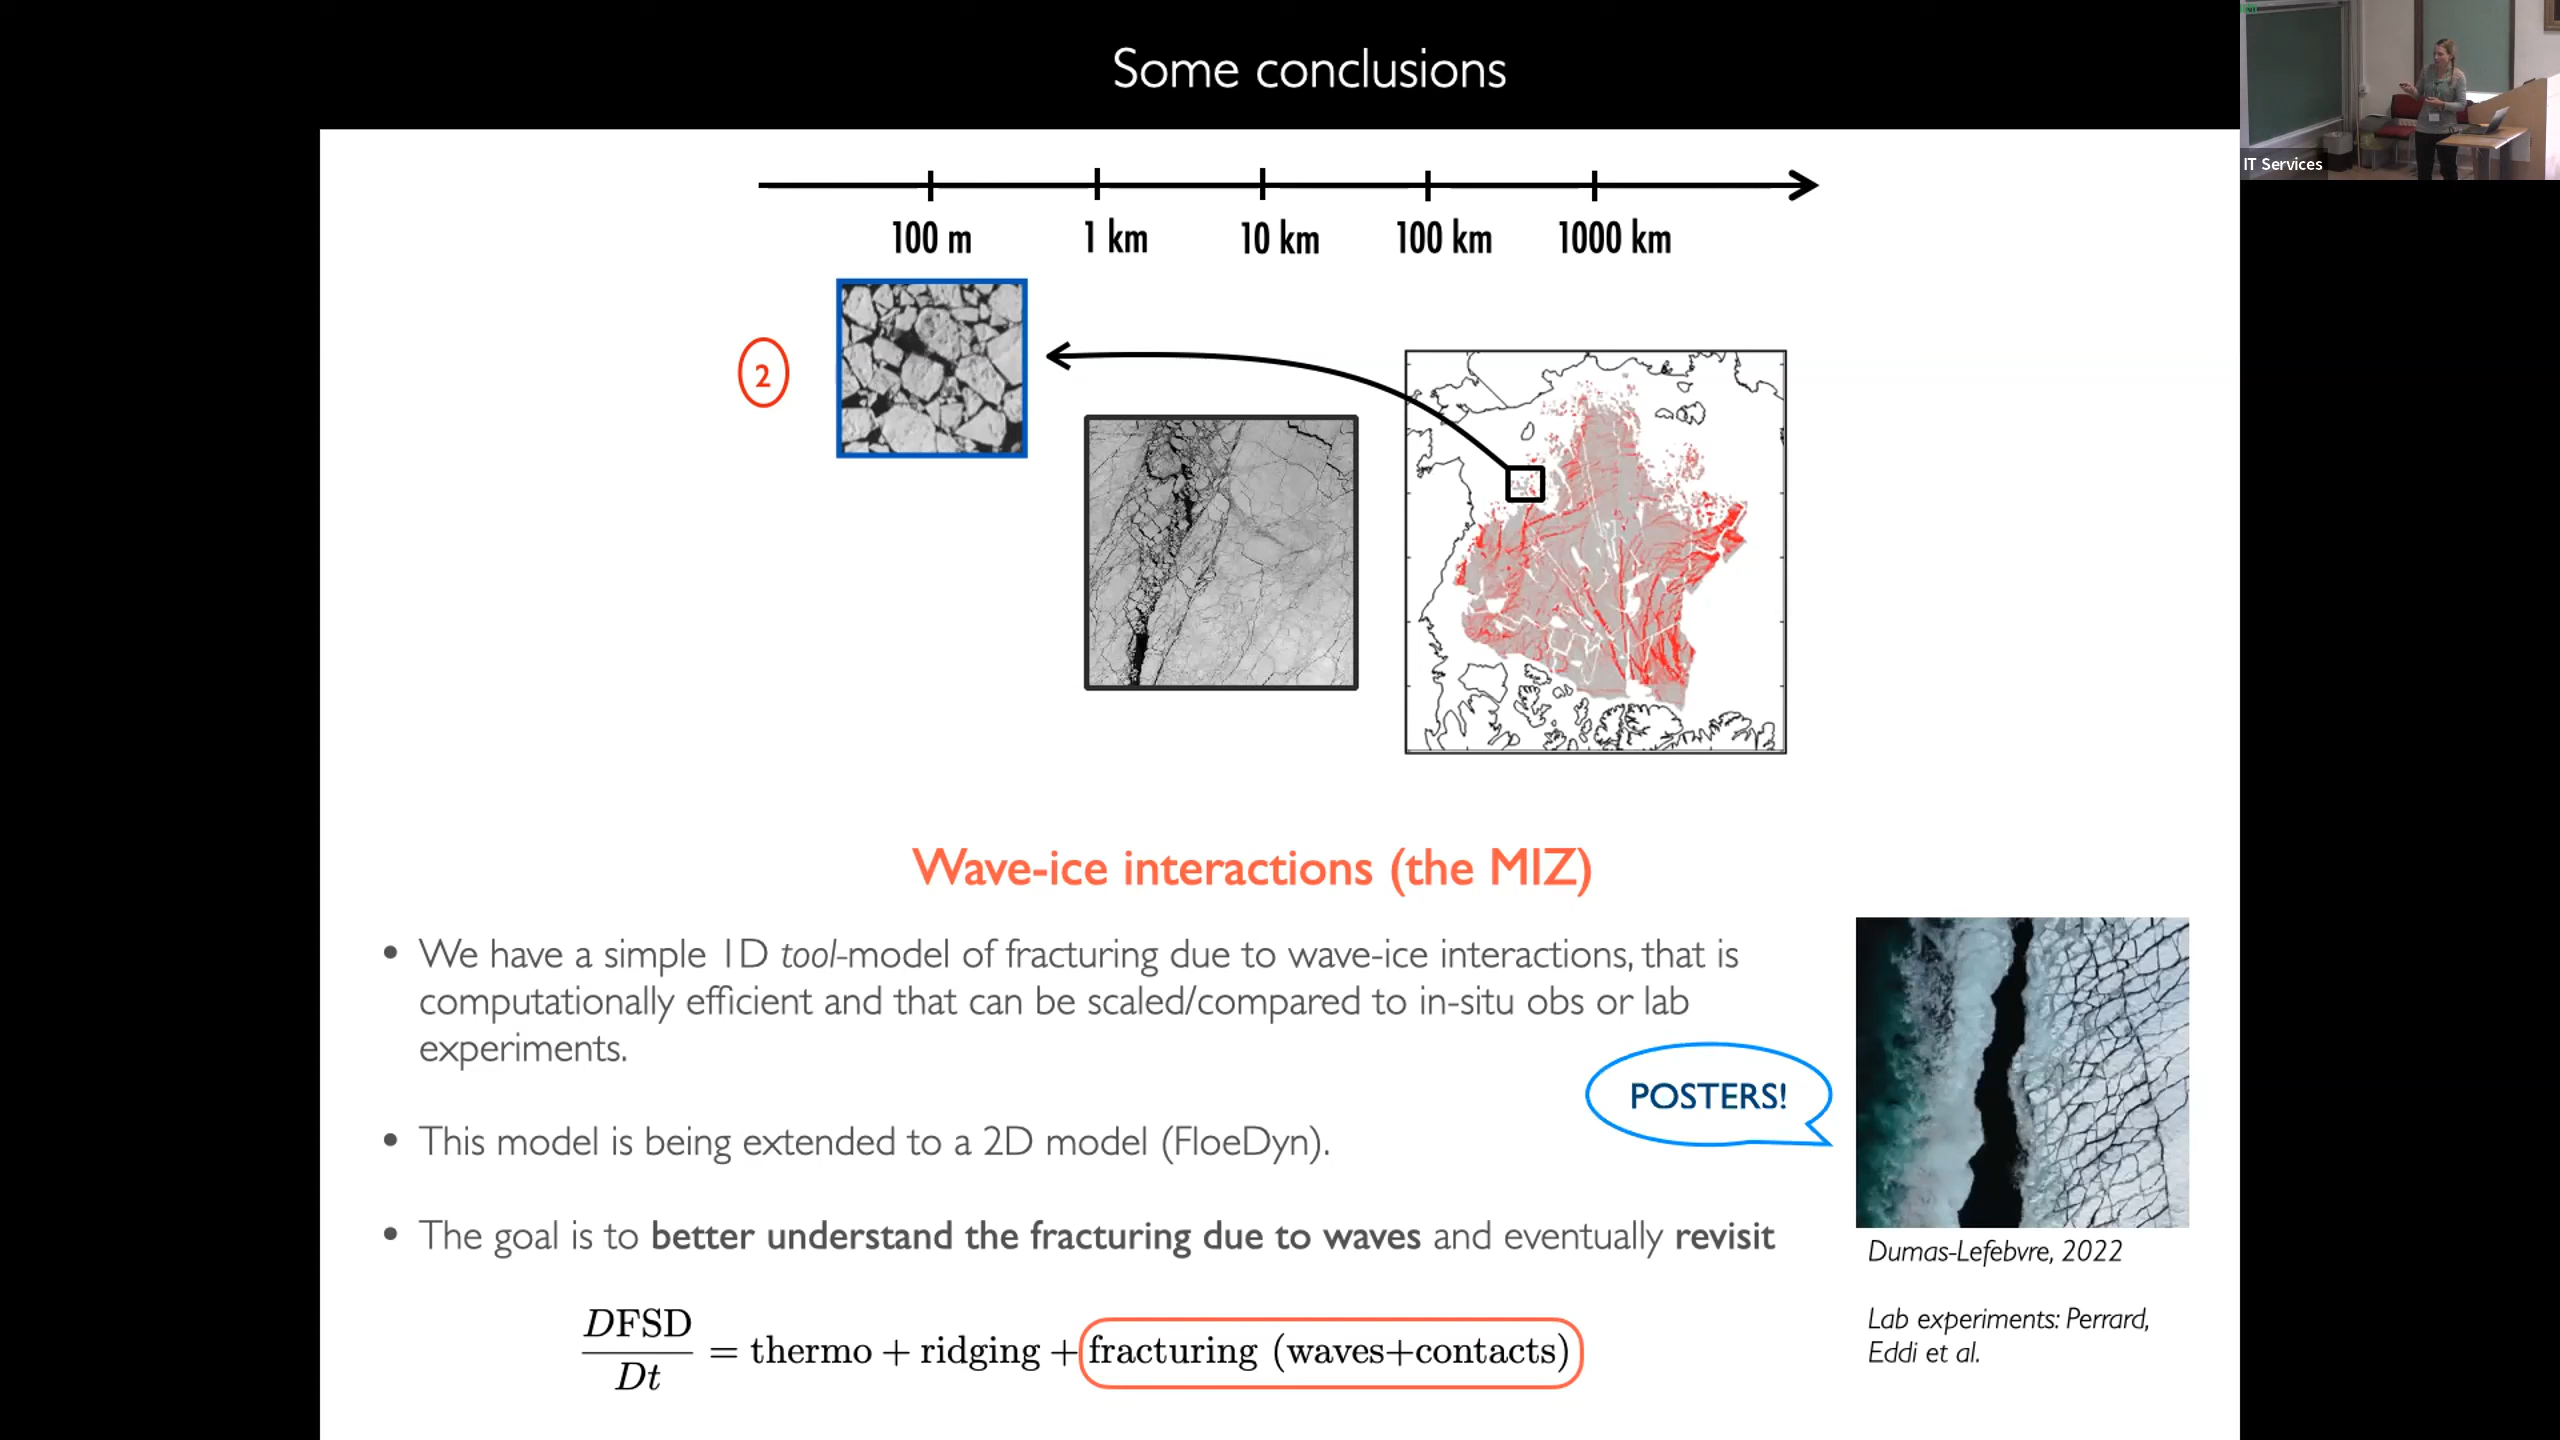 Some conclusions
IT Services
100 m 1 km 10 km 100 km 1000 km
2
Wave-ice interactions (the MIZ)
• We have a simple 1D tool-model of fracturing due to wave-ice interactions, that is
computationally efficient and that can be scaled/compared to in-situ obs or lab
experiments.
POSTERS!
• This model is being extended to a 2D model (FloeDyn).
• The goal is to better understand the fracturing due to waves and eventually revisit
DFSD/Dt = thermo + ridging + fracturing (waves+contacts)
Dumas-Lefebvre, 2022
Lab experiments: Perrard,
Eddi et al.